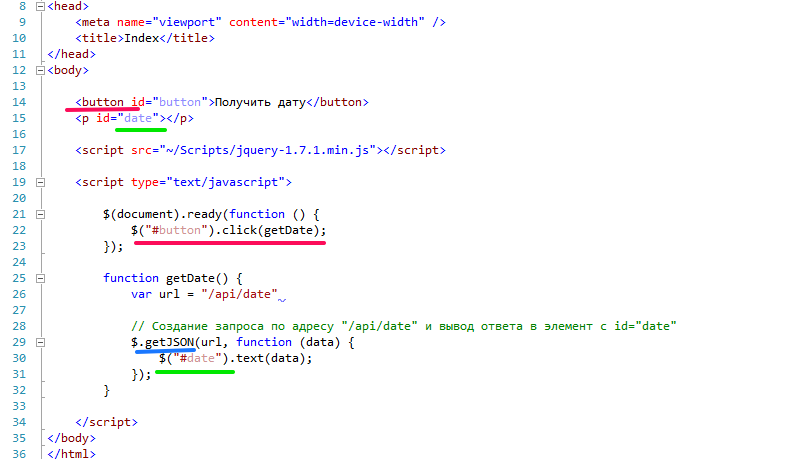 8 <head>
9 <meta name="viewport" content="width=device-width" />
10 <title>Index</title>
11 </head>
12 <body>
13
14 <button id="button">Получить дату</button>
15 <p id="date"></p>
16
17 <script src="~/Scripts/jquery-1.7.1.min.js"></script>
18
19 <script type="text/javascript">
20
21 $(document).ready(function () {
22 $("#button").click(getDate);
23 });
24
25 function getDate() {
26 var url = "/api/date"
27
28 // Создание запроса по адресу "/api/date" и вывод ответа в элемент с id="date"
29 $.getJSON(url, function (data) {
30 $("#date").text(data);
31 });
32 }
33
34 </script>
35 </body>
36 </html>